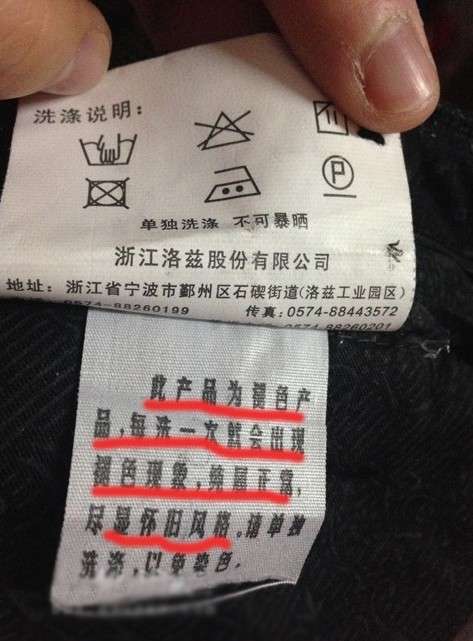 洗涤说明:
P
单独洗涤 不可暴晒
浙江洛兹股份有限公司
地址: 浙江省宁波市鄞州区石碶街道(洛兹工业园区)
0574-88260199 传真: 0574-88443572
0574-88260201
此产品为褪色产
品,每洗一次就会出现
褪色现象,纯属正常,
尽显怀旧风格,请单独
洗涤,以免染色.